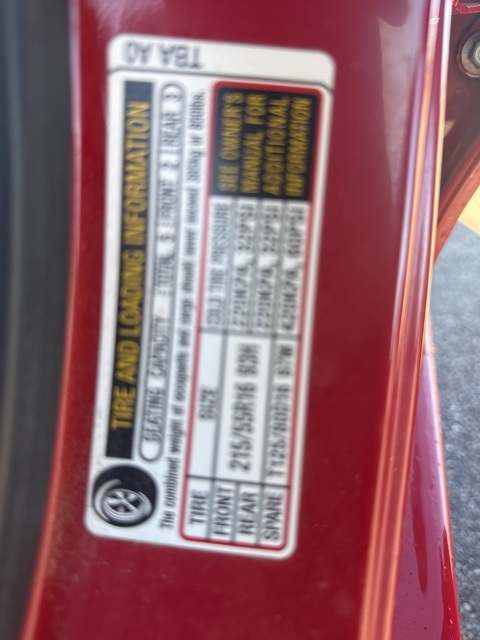 TBA A0
TIRE AND LOADING INFORMATION
SEATING CAPACITY TOTAL 5 FRONT 2 REAR 3
The combined weight of occupants and cargo should never exceed 385kg or 850lbs.
TIRE SIZE COLD TIRE PRESSURE
FRONT 215/55R16 93H 220KPA, 32PSI
REAR 220KPA, 32PSI
SPARE T125/80D16 97M 420KPA, 60PSI
SEE OWNER'S
MANUAL FOR
ADDITIONAL
INFORMATION